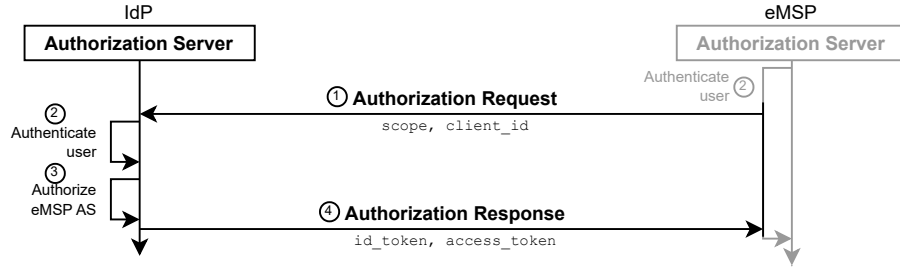 IdP
eMSP
Authorization Server
Authorization Server
Authenticate
user
②
① Authorization Request
scope, client_id
②
Authenticate
user
③
Authorize
eMSP AS
④ Authorization Response
id_token, access_token